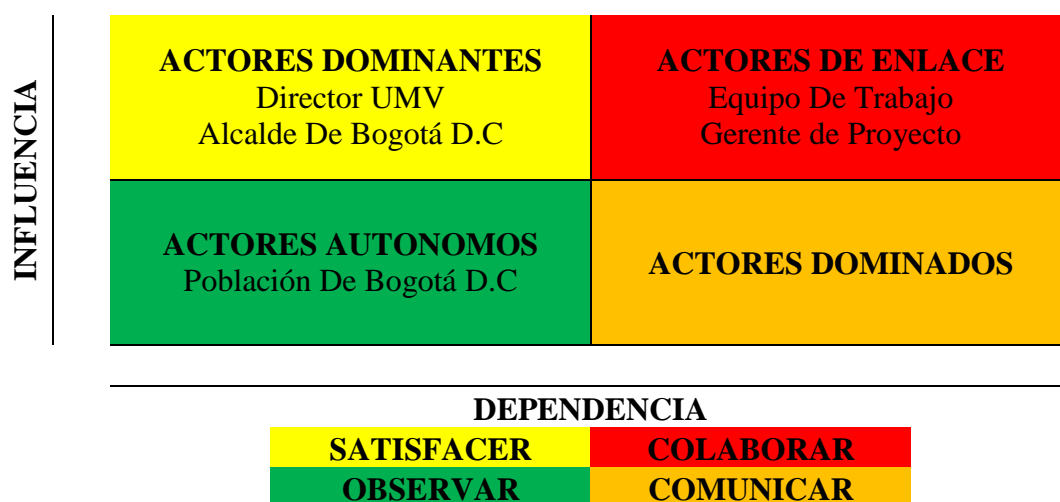 INFLUENCIA
ACTORES DOMINANTES
Director UMV
Alcalde De Bogotá D.C
ACTORES DE ENLACE
Equipo De Trabajo
Gerente de Proyecto
ACTORES AUTONOMOS
Población De Bogotá D.C
ACTORES DOMINADOS
DEPENDENCIA
SATISFACER
COLABORAR
OBSERVAR
COMUNICAR